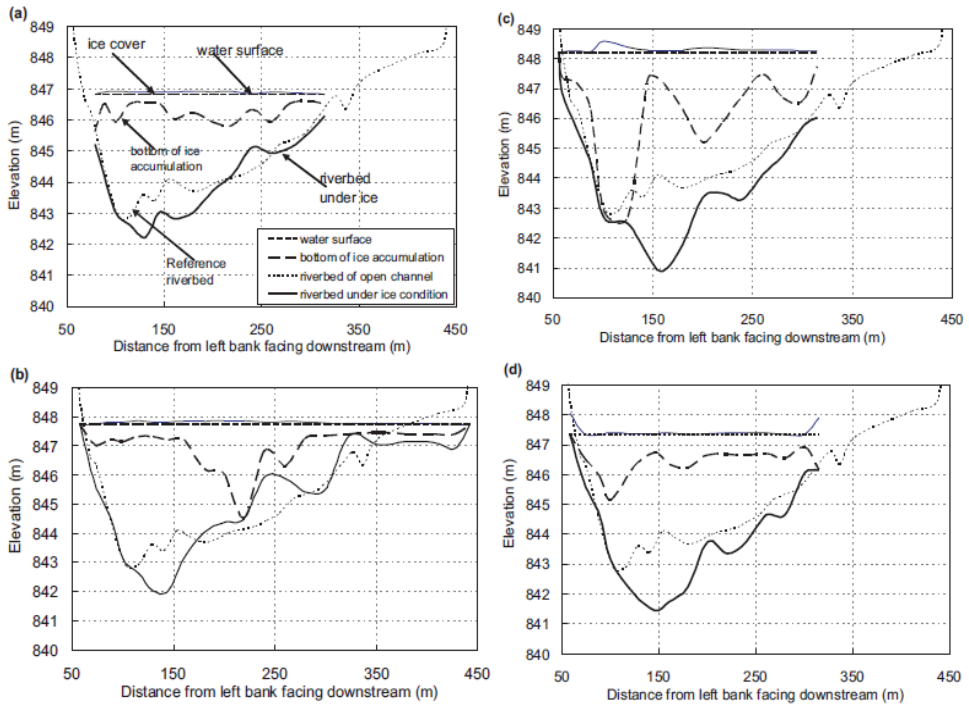 (a)
849
848
847
846
845
844
843
842
841
840
Elevation (m)
ice cover
water surface
bottom of ice
accumulation
riverbed
under ice
Reference
riverbed
water surface
bottom of ice accumulation
riverbed of open channel
riverbed under ice condition
50 150 250 350 450
Distance from left bank facing downstream (m)
(b)
849
848
847
846
845
844
843
842
841
840
Elevation (m)
50 150 250 350 450
Distance from left bank facing downstream (m)
(c)
849
848
847
846
845
844
843
842
841
840
Elevation (m)
50 150 250 350 450
Distance from left bank facing downstream (m)
(d)
849
848
847
846
845
844
843
842
841
840
Elevation (m)
50 150 250 350 450
Distance from left bank facing downstream (m)